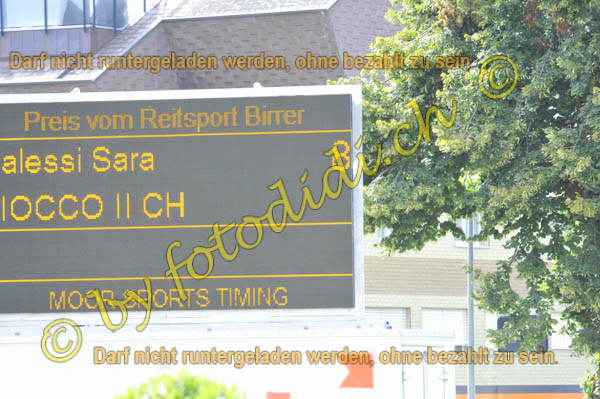 Darf nicht runtergeladen werden, ohne bezahlt zu sein.
©
Preis vom Reitsport Birrer
alessi Sara B
IOCCO II CH
MOOR SPORTS TIMING
© by fotodidi.ch
Darf nicht runtergeladen werden, ohne bezahlt zu sein.